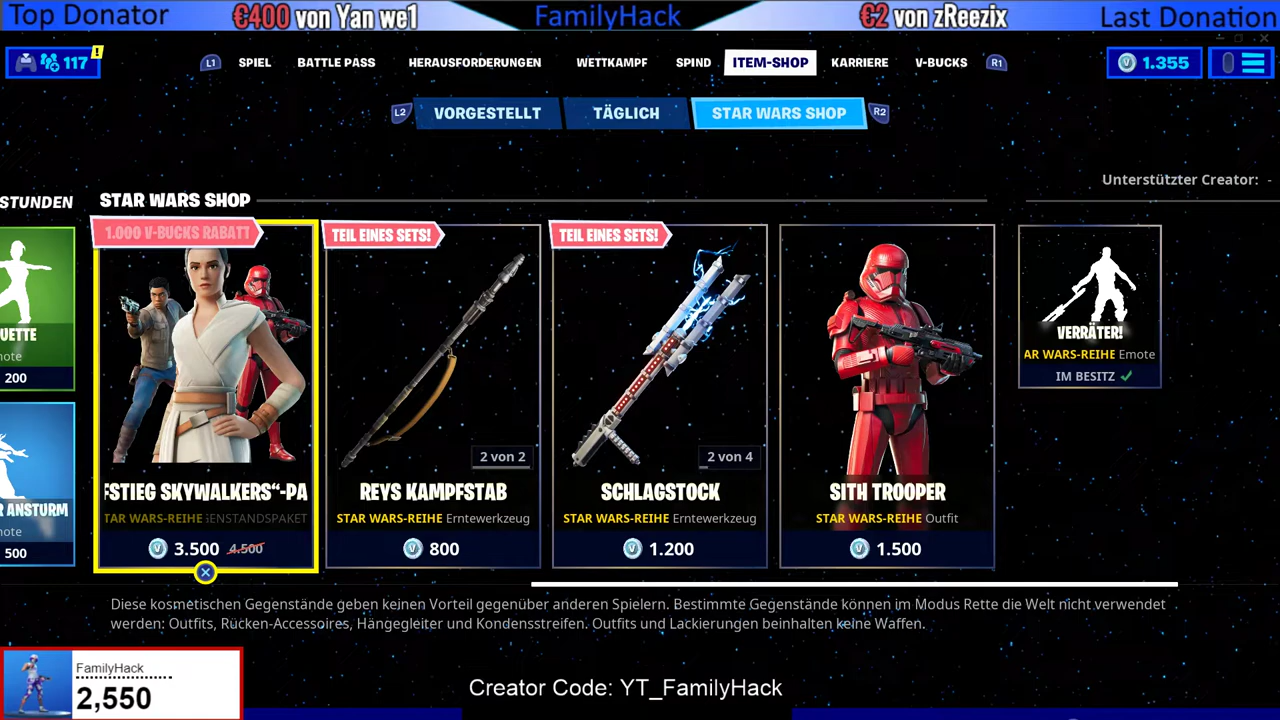 Top Donator
€400 von Yan we1
FamilyHack
€2 von zReezix
Last Donation
117
!
L1
SPIEL
BATTLE PASS
HERAUSFORDERUNGEN
WETTKAMPF
SPIND
ITEM-SHOP
KARRIERE
V-BUCKS
R1
1.355
L2
VORGESTELLT
TÄGLICH
STAR WARS SHOP
R2
Unterstützter Creator: -
STUNDEN
STAR WARS SHOP
UETTE
note
200
R ANSTURM
note
500
1.000 V-BUCKS RABATT
FSTIEG SKYWALKERS“-PA
TAR WARS-REIHE GENSTANDSPAKET
3.500 4.500
TEIL EINES SETS!
2 von 2
REYS KAMPFSTAB
STAR WARS-REIHE Erntewerkzeug
800
TEIL EINES SETS!
2 von 4
SCHLAGSTOCK
STAR WARS-REIHE Erntewerkzeug
1.200
SITH TROOPER
STAR WARS-REIHE Outfit
1.500
VERRÄTER!
AR WARS-REIHE Emote
IM BESITZ
Diese kosmetischen Gegenstände geben keinen Vorteil gegenüber anderen Spielern. Bestimmte Gegenstände können im Modus Rette die Welt nicht verwendet
werden: Outfits, Rücken-Accessoires, Hängegleiter und Kondensstreifen. Outfits und Lackierungen beinhalten keine Waffen.
FamilyHack
2,550
Creator Code: YT_FamilyHack